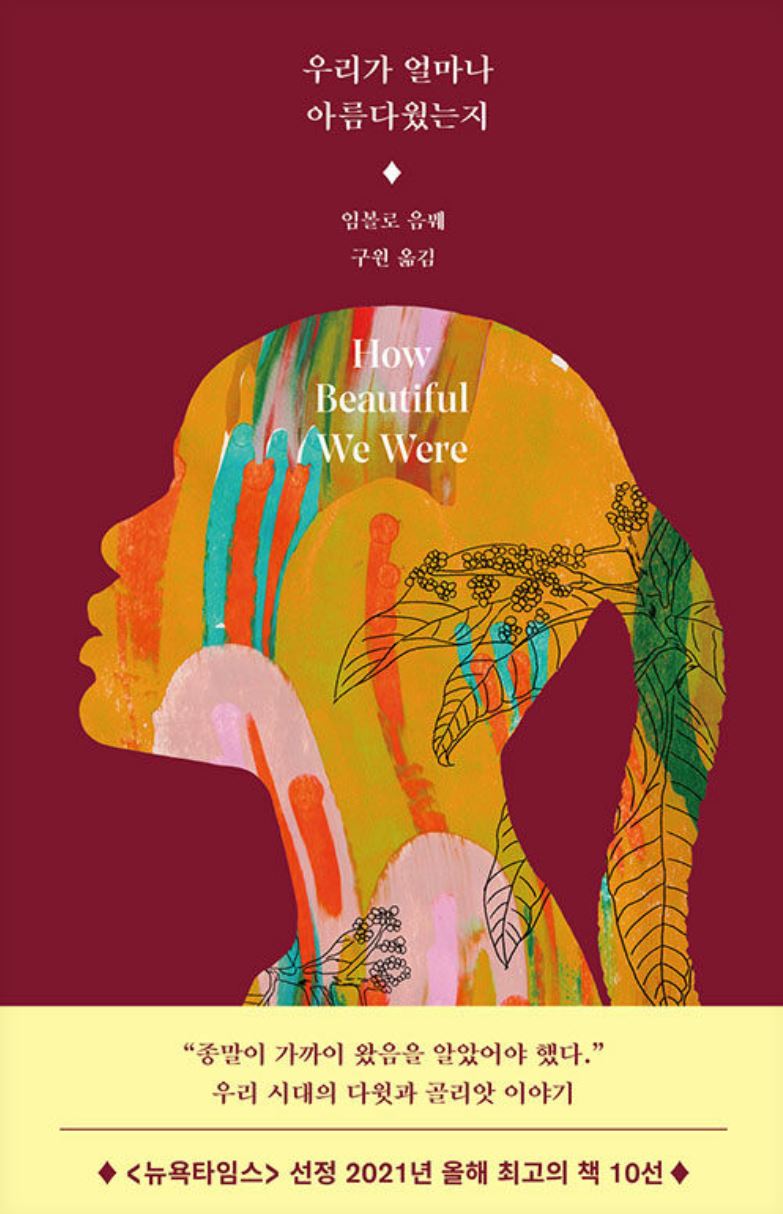 우리가 얼마나
아름다웠는지
임볼로 음붸
구원 옮김
How
Beautiful
We Were
“종말이 가까이 왔음을 알았어야 했다.”
우리 시대의 다윗과 골리앗 이야기
♦ <뉴욕타임스> 선정 2021년 올해 최고의 책 10선 ♦